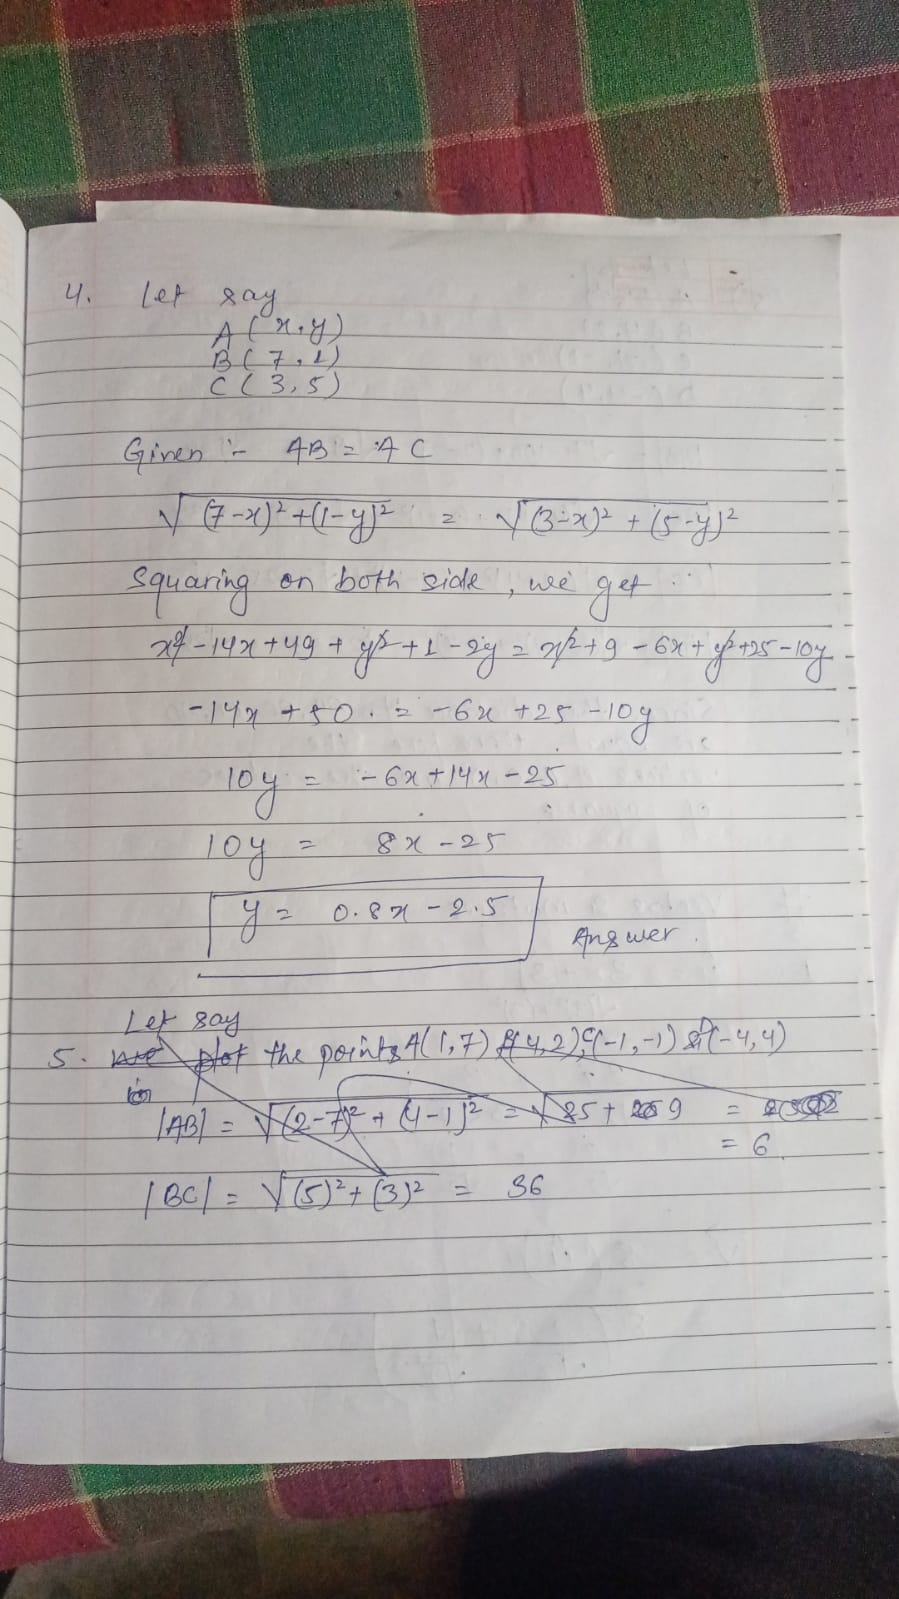 4. Let say
A (x,y)
B (7,1)
C (3,5)
Given :- AB = AC
√(7-x)²+(1-y)² = √(3-x)² + (5-y)²
Squaring on both side, we get
x²-14x+49 + y²+1-2y = x²+9-6x+y²+25-10y
-14x+50 = -6x+25-10y
10y = -6x+14x-25
10y = 8x-25
y = 0.8x-2.5
Answer.
Let say
5. the points A(1,7) B(4,2), C(-1,-1) D(-4,4)
|AB| = √(2-7)² + (4-1)² = √25+9 =
= 6
|BC| = √(5)²+(3)² = 36